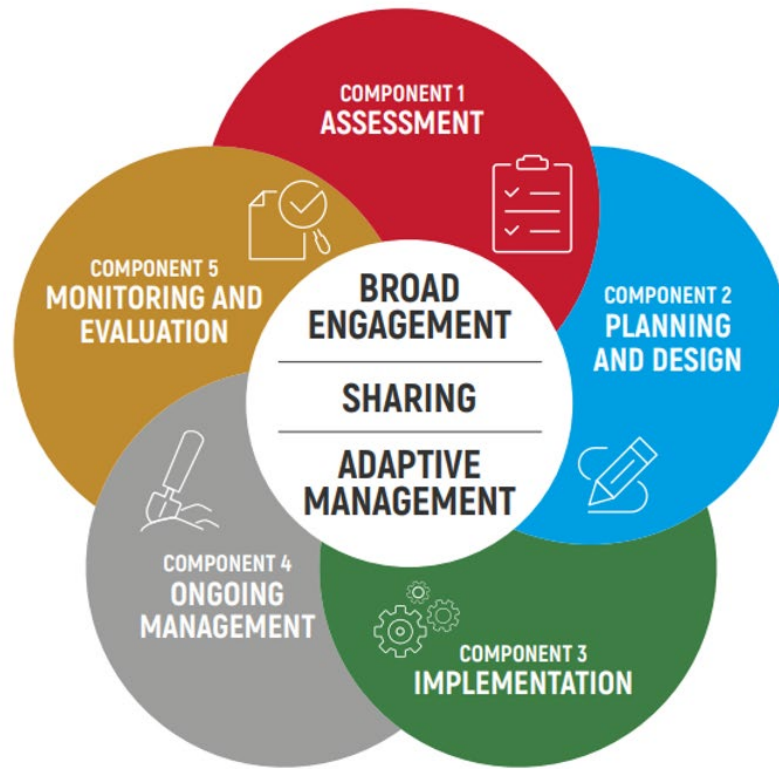 COMPONENT 1
ASSESSMENT
COMPONENT 2
PLANNING
AND DESIGN
COMPONENT 3
IMPLEMENTATION
COMPONENT 4
ONGOING
MANAGEMENT
COMPONENT 5
MONITORING AND
EVALUATION
BROAD
ENGAGEMENT
SHARING
ADAPTIVE
MANAGEMENT